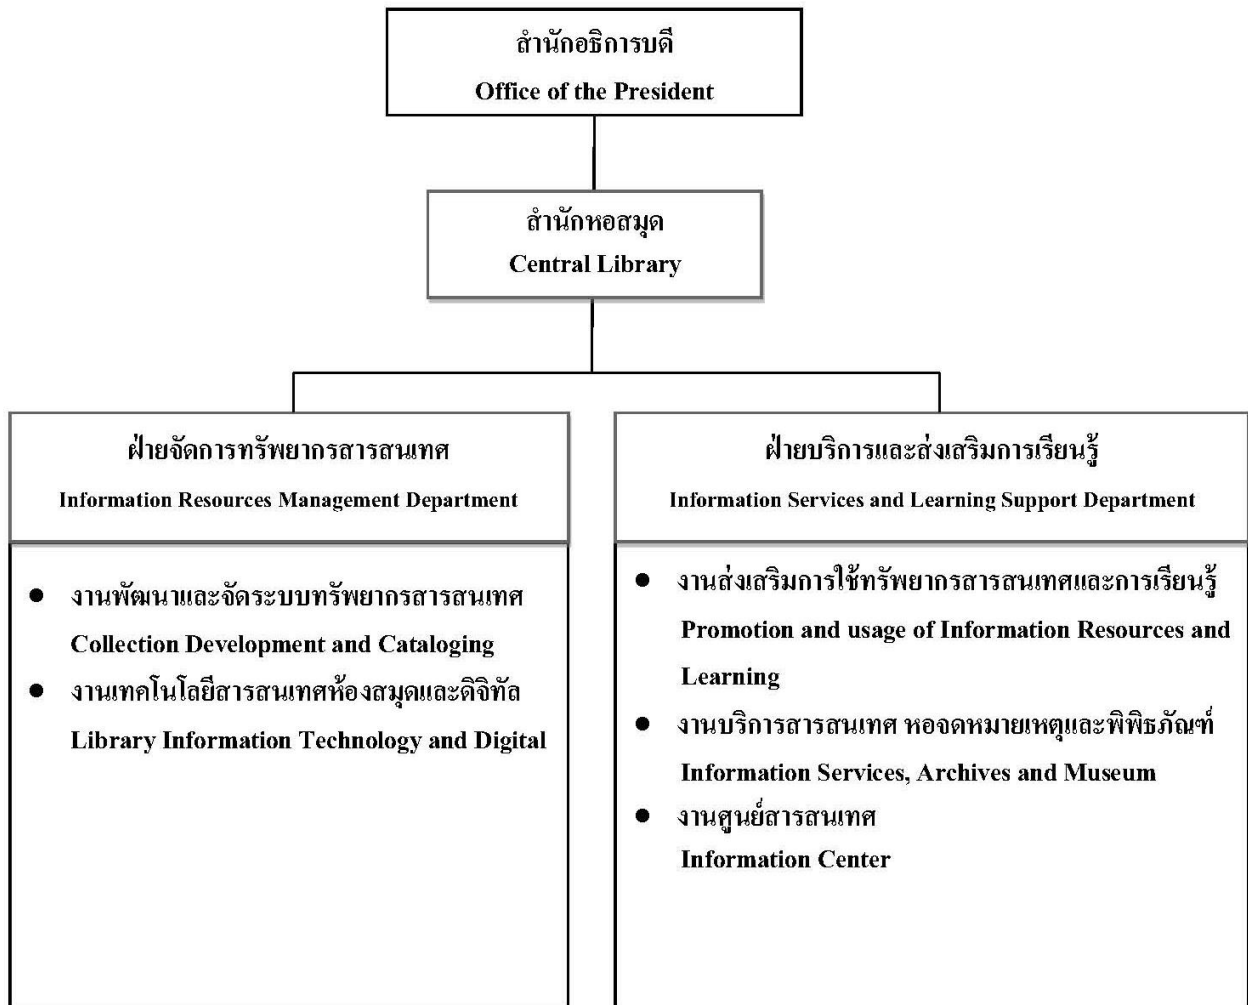 สำนักอธิการบดี
Office of the President
สำนักหอสมุด
Central Library
ฝ่ายจัดการทรัพยากรสารสนเทศ
Information Resources Management Department
● งานพัฒนาและจัดระบบทรัพยากรสารสนเทศ
Collection Development and Cataloging
● งานเทคโนโลยีสารสนเทศห้องสมุดและดิจิทัล
Library Information Technology and Digital
ฝ่ายบริการและส่งเสริมการเรียนรู้
Information Services and Learning Support Department
● งานส่งเสริมการใช้ทรัพยากรสารสนเทศและการเรียนรู้
Promotion and usage of Information Resources and
Learning
● งานบริการสารสนเทศ หอจดหมายเหตุและพิพิธภัณฑ์
Information Services, Archives and Museum
● งานศูนย์สารสนเทศ
Information Center